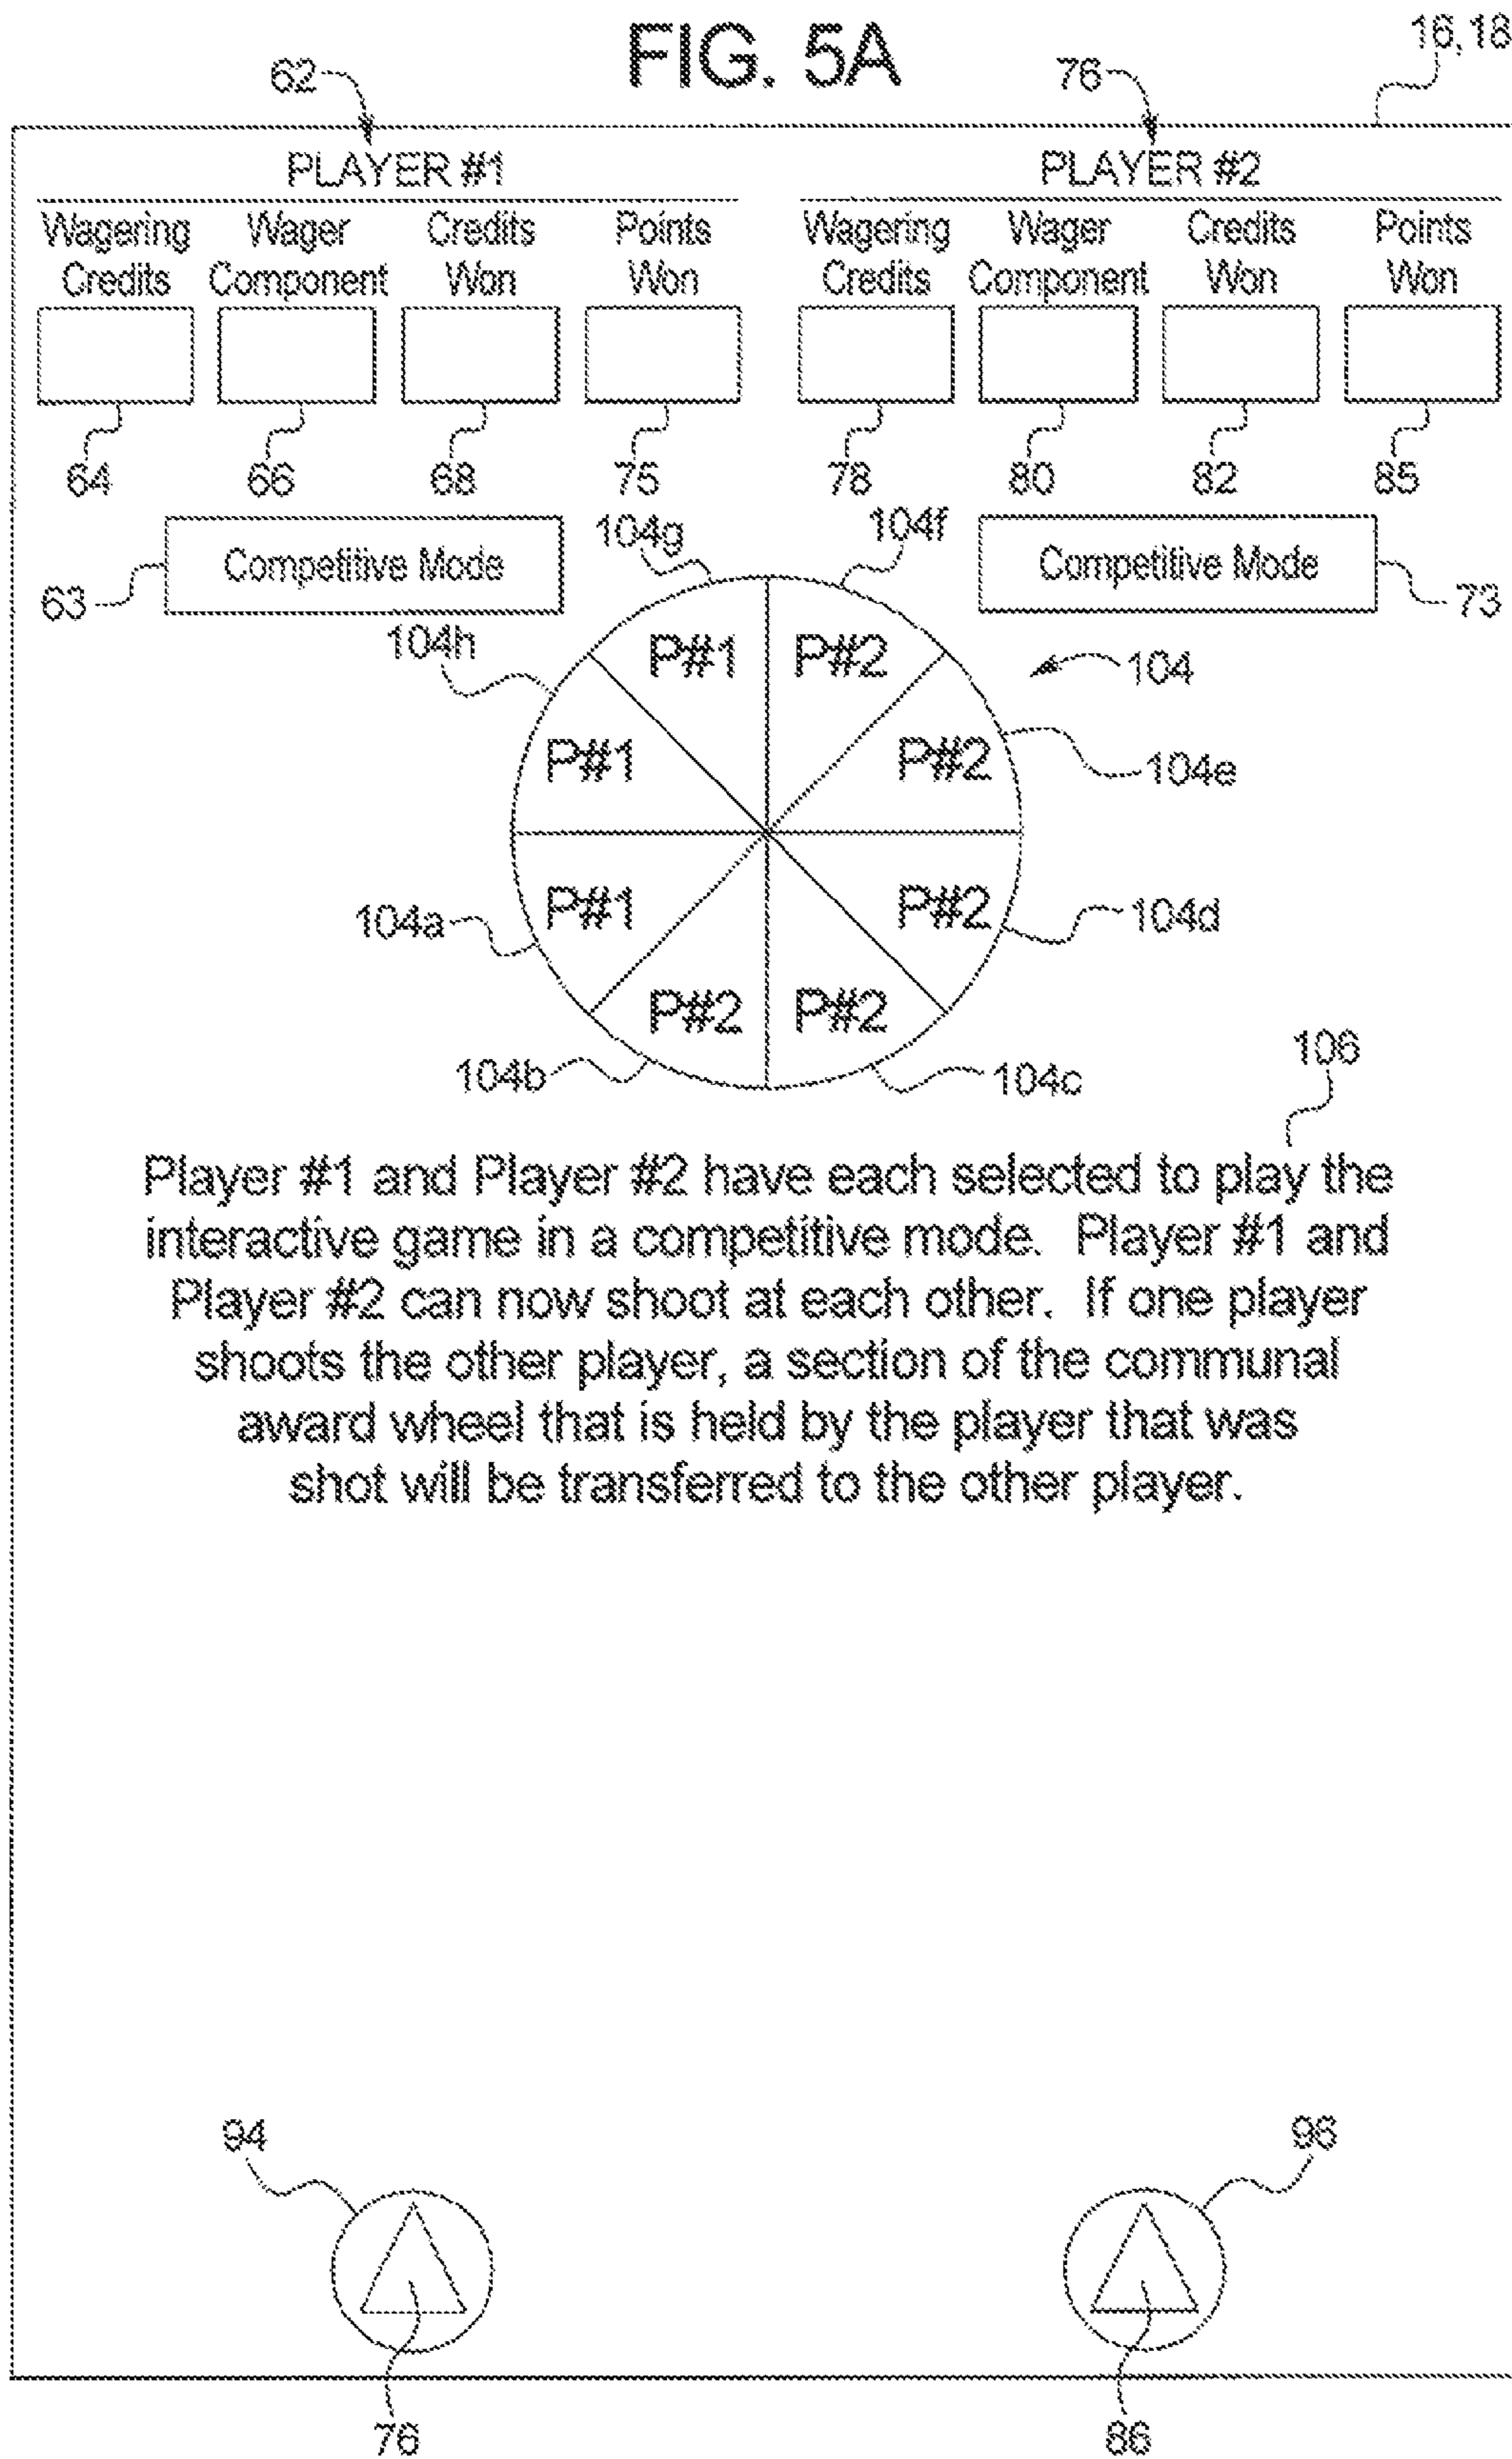 FIG. 5A
16,18
62
76
PLAYER #1
PLAYER #2
Wagering Credits
Wager Component
Credits Won
Points Won
Wagering Credits
Wager Component
Credits Won
Points Won
64
66
68
75
78
80
82
85
63
Competitive Mode
104g
104f
Competitive Mode
73
104h
P#1
P#2
104
P#1
P#2
104e
104a
P#1
P#2
104d
P#2
P#2
104b
104c
106
Player #1 and Player #2 have each selected to play the
interactive game in a competitive mode. Player #1 and
Player #2 can now shoot at each other. If one player
shoots the other player, a section of the communal
award wheel that is held by the player that was
shot will be transferred to the other player.
94
96
76
86